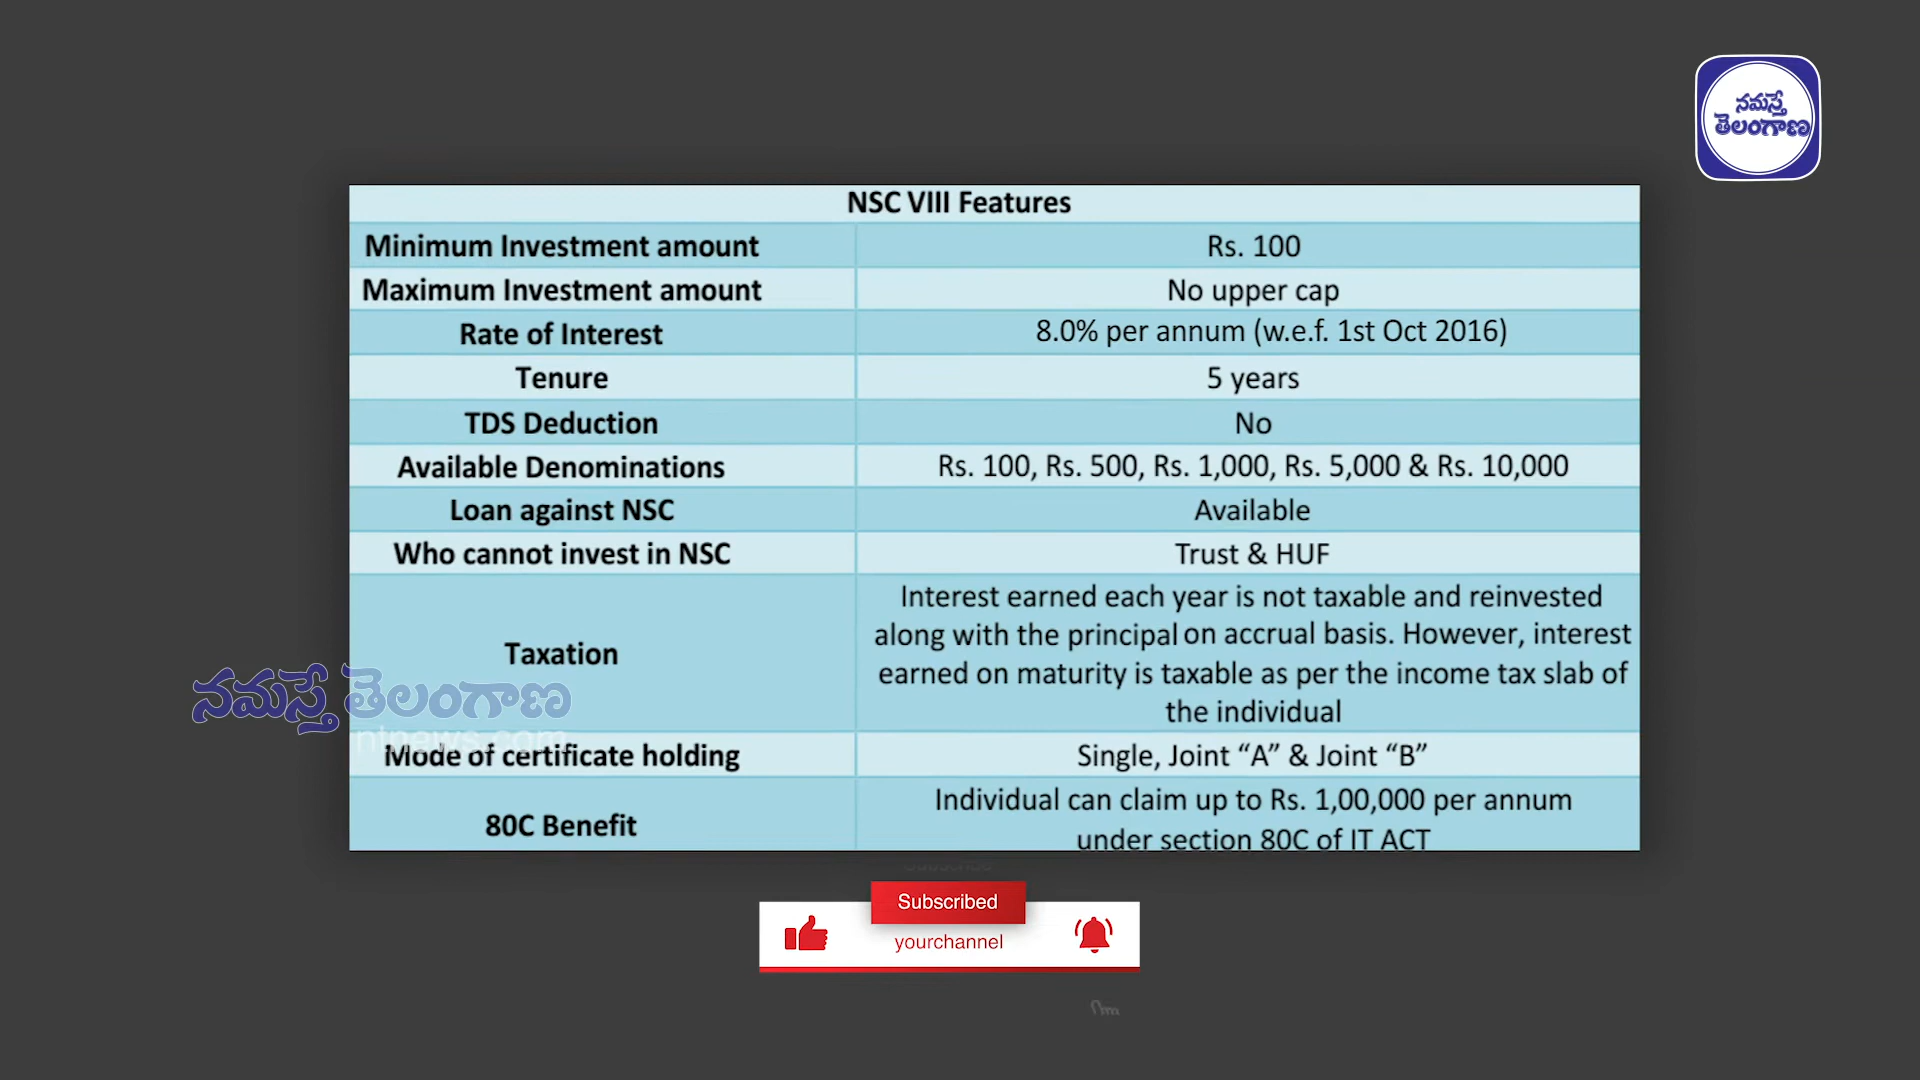 నమస్తే
తెలంగాణ
NSC VIII Features
Minimum Investment amount Rs. 100
Maximum Investment amount No upper cap
Rate of Interest 8.0% per annum (w.e.f. 1st Oct 2016)
Tenure 5 years
TDS Deduction No
Available Denominations Rs. 100, Rs. 500, Rs. 1,000, Rs. 5,000 & Rs. 10,000
Loan against NSC Available
Who cannot invest in NSC Trust & HUF
Taxation Interest earned each year is not taxable and reinvested
along with the principal on accrual basis. However, interest
earned on maturity is taxable as per the income tax slab of
the individual
నమస్తే తెలంగాణ
ntnews.com
Mode of certificate holding Single, Joint “A” & Joint “B”
80C Benefit Individual can claim up to Rs. 1,00,000 per annum
under section 80C of IT ACT
Subscribed
yourchannel